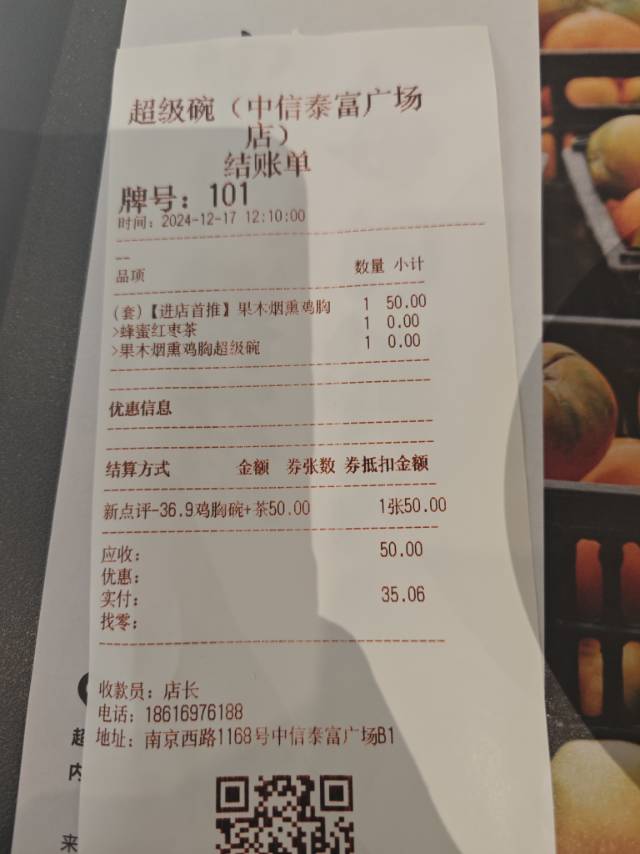 超级碗（中信泰富广场
店）
结账单
牌号：101
时间：2024-12-17 12:10:00
品项 数量 小计
(套)【进店首推】果木烟熏鸡胸 1 50.00
>蜂蜜红枣茶 1 0.00
>果木烟熏鸡胸超级碗 1 0.00
优惠信息
结算方式 金额 券张数 券抵扣金额
新点评-36.9鸡胸碗+茶50.00 1张50.00
应收： 50.00
优惠：
实付： 35.06
找零：
收款员：店长
电话：18616976188
地址：南京西路1168号中信泰富广场B1
超
内
来